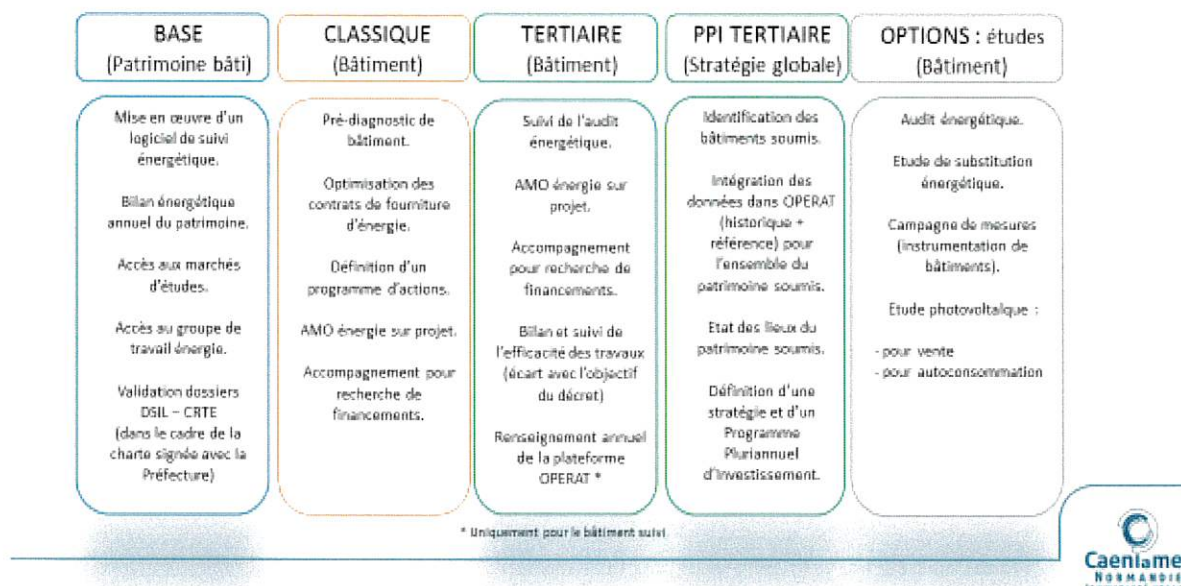 BASE
(Patrimoine bâti)
Mise en œuvre d'un
logiciel de suivi
énergétique.
Bilan énergétique
annuel du patrimoine.
Accès aux marchés
d'études.
Accès au groupe de
travail énergie.
Validation dossiers
DSIL – CRTE
(dans le cadre de la
charte signée avec la
Préfecture)
CLASSIQUE
(Bâtiment)
Pré-diagnostic de
bâtiment.
Optimisation des
contrats de fourniture
d'énergie.
Définition d'un
programme d'actions.
AMO énergie sur projet.
Accompagnement pour
recherche de
financements.
TERTIAIRE
(Bâtiment)
Suivi de l'audit
énergétique.
AMO énergie sur
projet.
Accompagnement
pour recherche de
financements.
Bilan et suivi de
l'efficacité des travaux
(écart avec l'objectif
du décret)
Renseignement annuel
de la plateforme
OPERAT *
PPI TERTIAIRE
(Stratégie globale)
Identification des
bâtiments soumis.
Intégration des
données dans OPERAT
(historique +
référence) pour
l'ensemble du
patrimoine soumis.
Etat des lieux du
patrimoine soumis.
Définition d'une
stratégie et d'un
Programme
Pluriannuel
d'Investissement.
OPTIONS : études
(Bâtiment)
Audit énergétique.
Etude de substitution
énergétique.
Campagne de mesures
(instrumentation de
bâtiments).
Etude photovoltaïque :
- pour vente
- pour autoconsommation
* Uniquement pour le bâtiment suivi
Caenlame
NORMANDIE